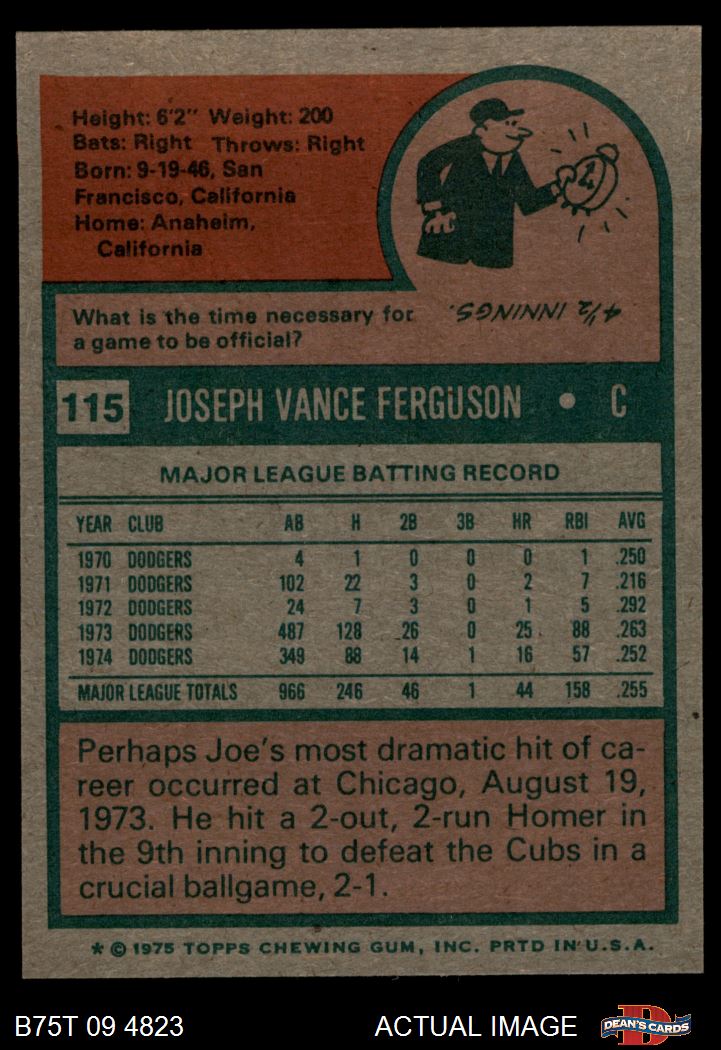 Height: 6'2" Weight: 200
Bats: Right Throws: Right
Born: 9-19-46, San
Francisco, California
Home: Anaheim,
California
What is the time necessary for
a game to be official?
4½ INNINGS.
115 JOSEPH VANCE FERGUSON • C
MAJOR LEAGUE BATTING RECORD
YEAR CLUB AB H 2B 3B HR RBI AVG
1970 DODGERS 4 1 0 0 0 1 .250
1971 DODGERS 102 22 3 0 2 7 .216
1972 DODGERS 24 7 3 0 1 5 .292
1973 DODGERS 487 128 26 0 25 88 .263
1974 DODGERS 349 88 14 1 16 57 .252
MAJOR LEAGUE TOTALS 966 246 46 1 44 158 .255
Perhaps Joe's most dramatic hit of ca-
reer occurred at Chicago, August 19,
1973. He hit a 2-out, 2-run Homer in
the 9th inning to defeat the Cubs in a
crucial ballgame, 2-1.
* © 1975 TOPPS CHEWING GUM, INC. PRTD IN U.S.A.
B75T 09 4823 ACTUAL IMAGE D DEAN'S CARDS